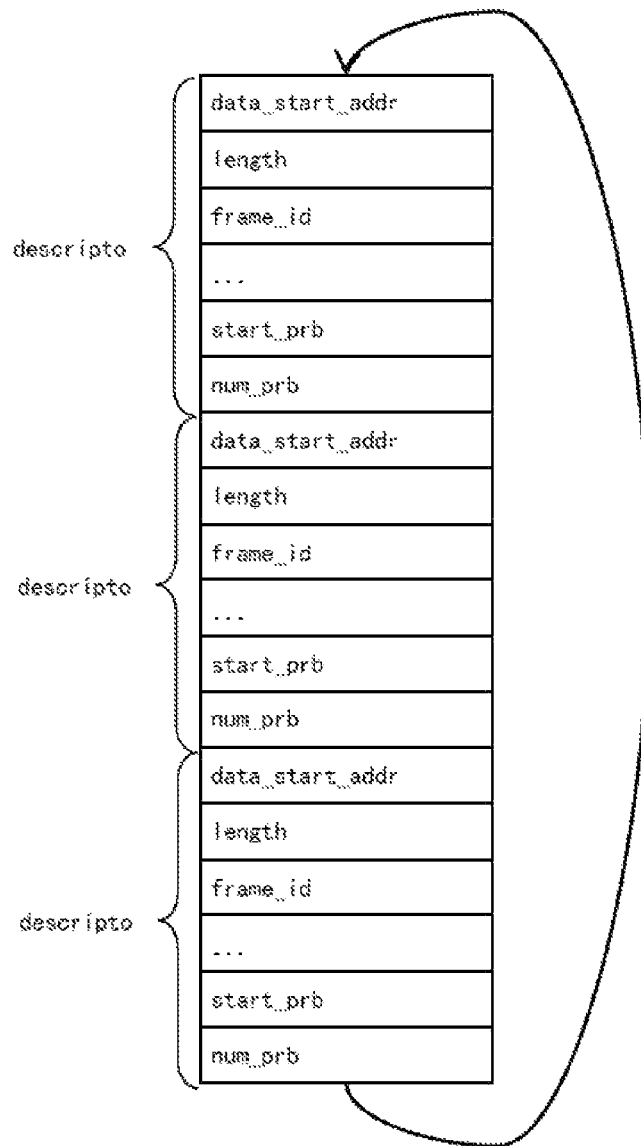 data_start_addr
length
frame_id
descripto
...
start_prb
num_prb
data_start_addr
length
frame_id
descripto
...
start_prb
num_prb
data_start_addr
length
frame_id
descripto
...
start_prb
num_prb